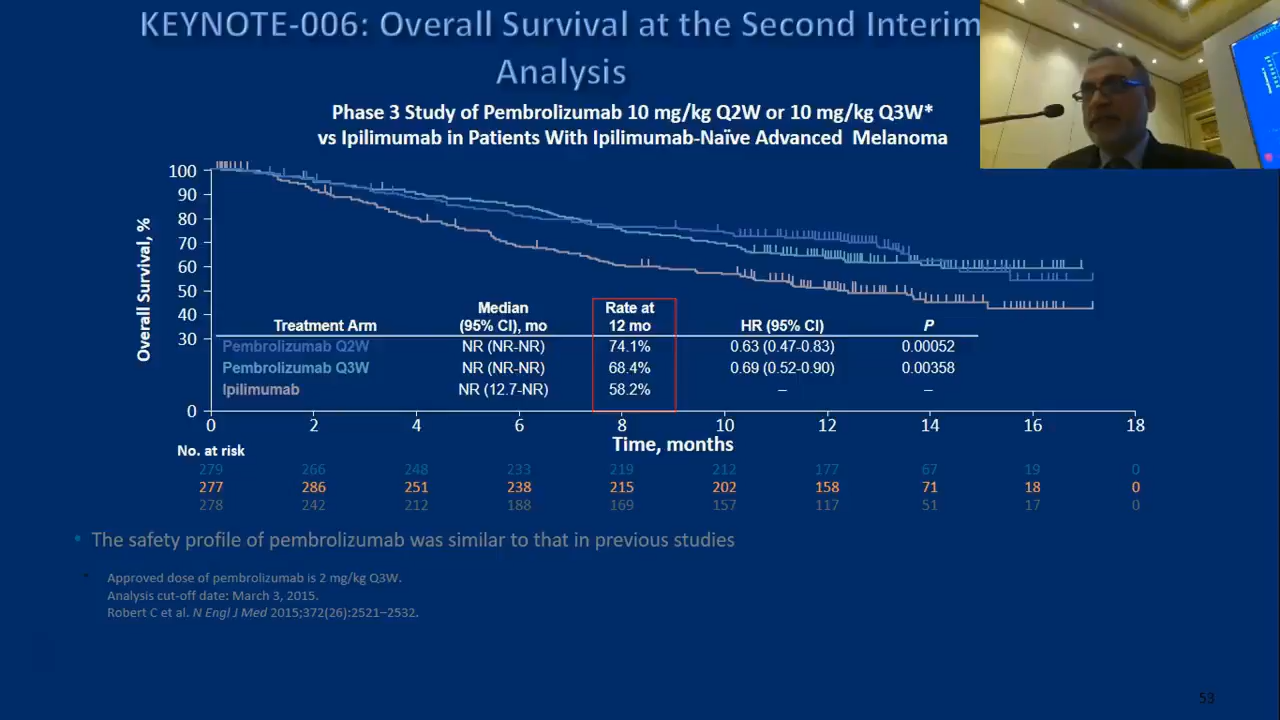 KEYNOTE-006: Overall Survival at the Second Interim
Analysis
Phase 3 Study of Pembrolizumab 10 mg/kg Q2W or 10 mg/kg Q3W*
vs Ipilimumab in Patients With Ipilimumab-Naïve Advanced Melanoma
Overall Survival, %
100
90
80
70
60
50
40
30
0
Treatment Arm Median (95% CI), mo Rate at 12 mo HR (95% CI) P
Pembrolizumab Q2W NR (NR-NR) 74.1% 0.63 (0.47-0.83) 0.00052
Pembrolizumab Q3W NR (NR-NR) 68.4% 0.69 (0.52-0.90) 0.00358
Ipilimumab NR (12.7-NR) 58.2% – –
0 2 4 6 8 10 12 14 16 18
Time, months
No. at risk
279 266 248 233 219 212 177 67 19 0
277 286 251 238 215 202 158 71 18 0
278 242 212 188 169 157 117 51 17 0
• The safety profile of pembrolizumab was similar to that in previous studies
• Approved dose of pembrolizumab is 2 mg/kg Q3W.
Analysis cut-off date: March 3, 2015.
Robert C et al. N Engl J Med 2015;372(26):2521–2532.
53